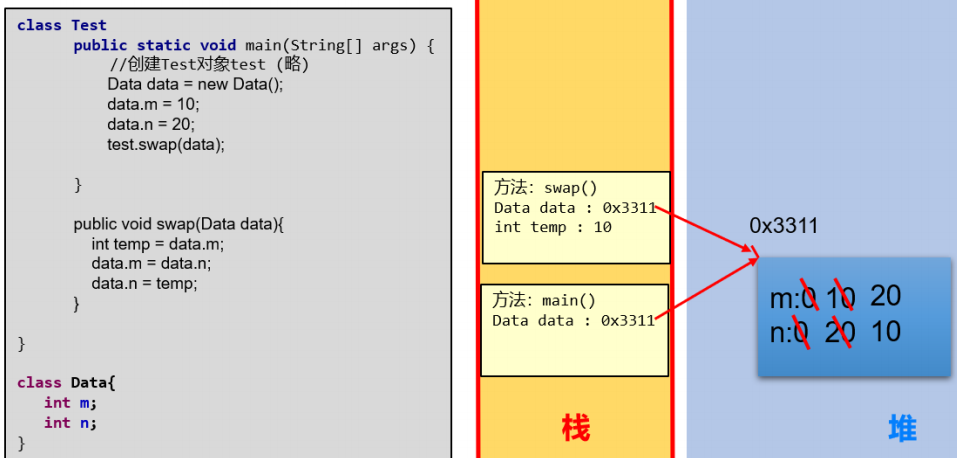 class Test
public static void main(String[] args) {
//创建Test对象test (略)
Data data = new Data();
data.m = 10;
data.n = 20;
test.swap(data);
}
public void swap(Data data){
int temp = data.m;
data.m = data.n;
data.n = temp;
}
}
class Data{
int m;
int n;
}
方法: swap()
Data data : 0x3311
int temp : 10
方法: main()
Data data : 0x3311
栈
0x3311
m:0 10 20
n:0 20 10
堆